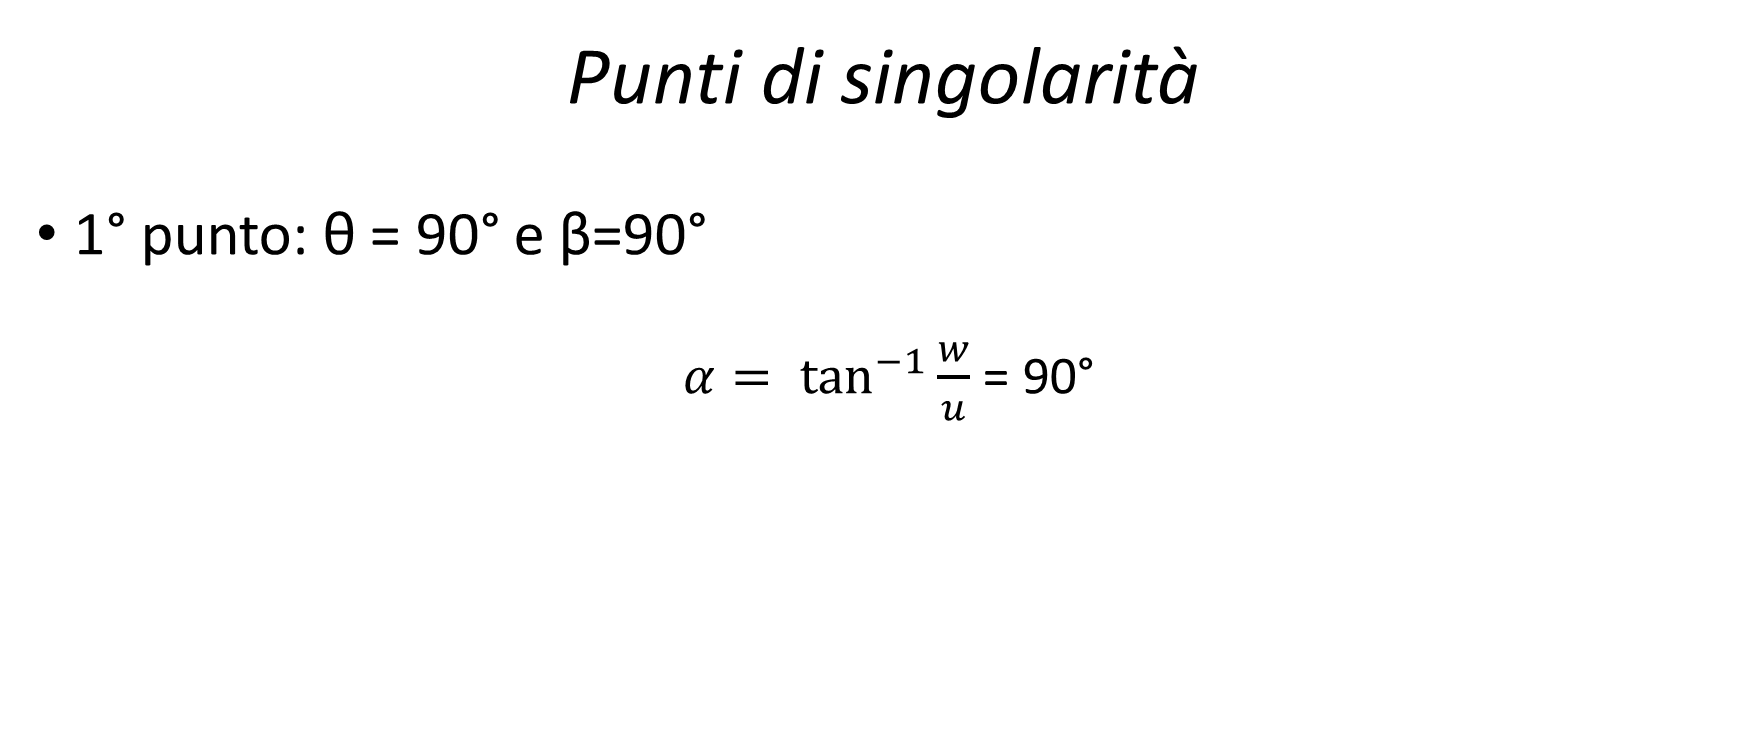 Punti di singolarità
• 1° punto: θ = 90° e β=90°
α = tan⁻¹ w/u = 90°